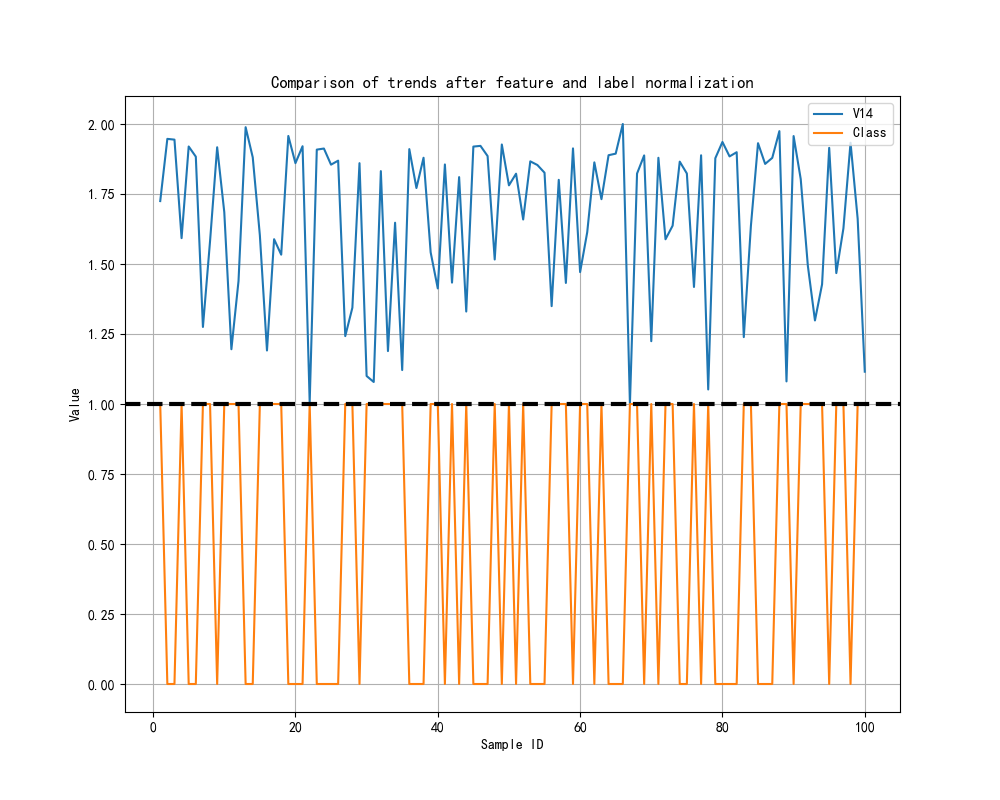 Comparison of trends after feature and label normalization
V14
Class
2.00
1.75
1.50
1.25
1.00
0.75
0.50
0.25
0.00
Value
0 20 40 60 80 100
Sample ID